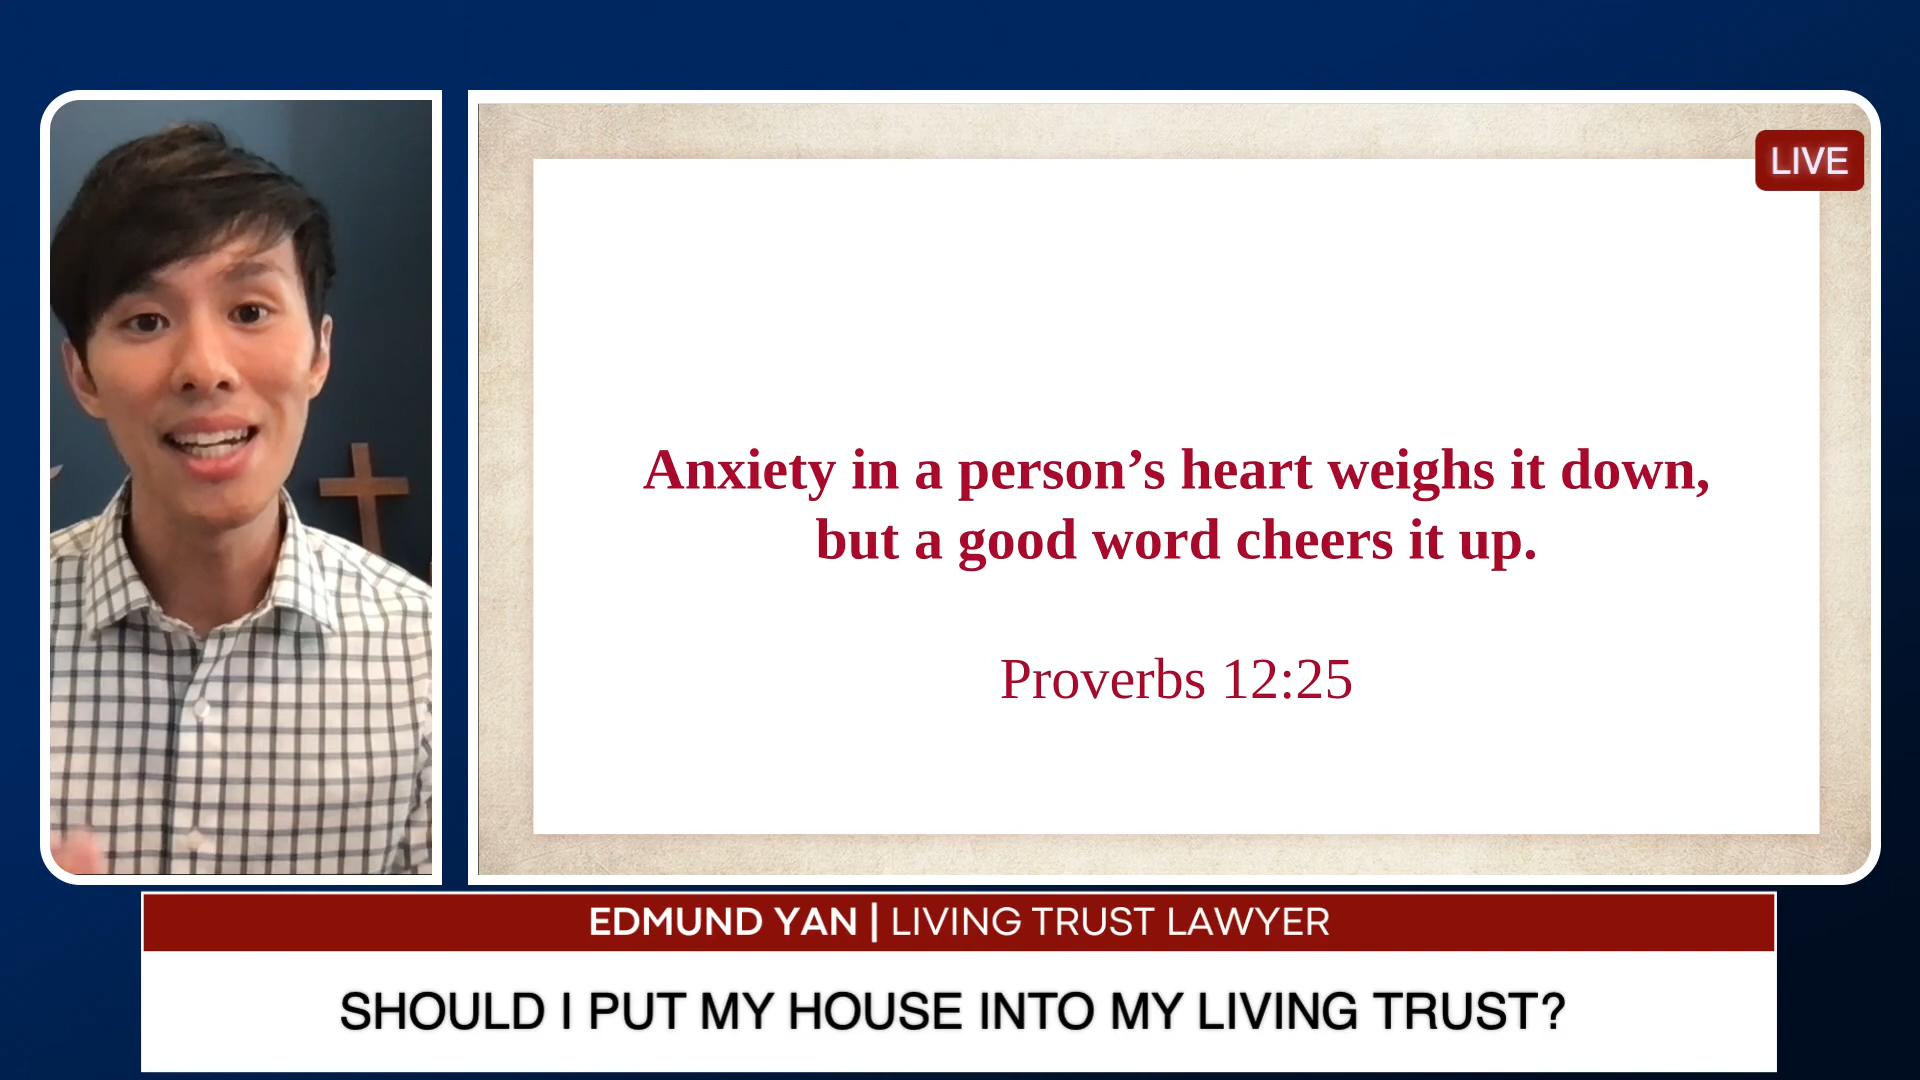 LIVE
Anxiety in a person’s heart weighs it down,
but a good word cheers it up.
Proverbs 12:25
EDMUND YAN | LIVING TRUST LAWYER
SHOULD I PUT MY HOUSE INTO MY LIVING TRUST?